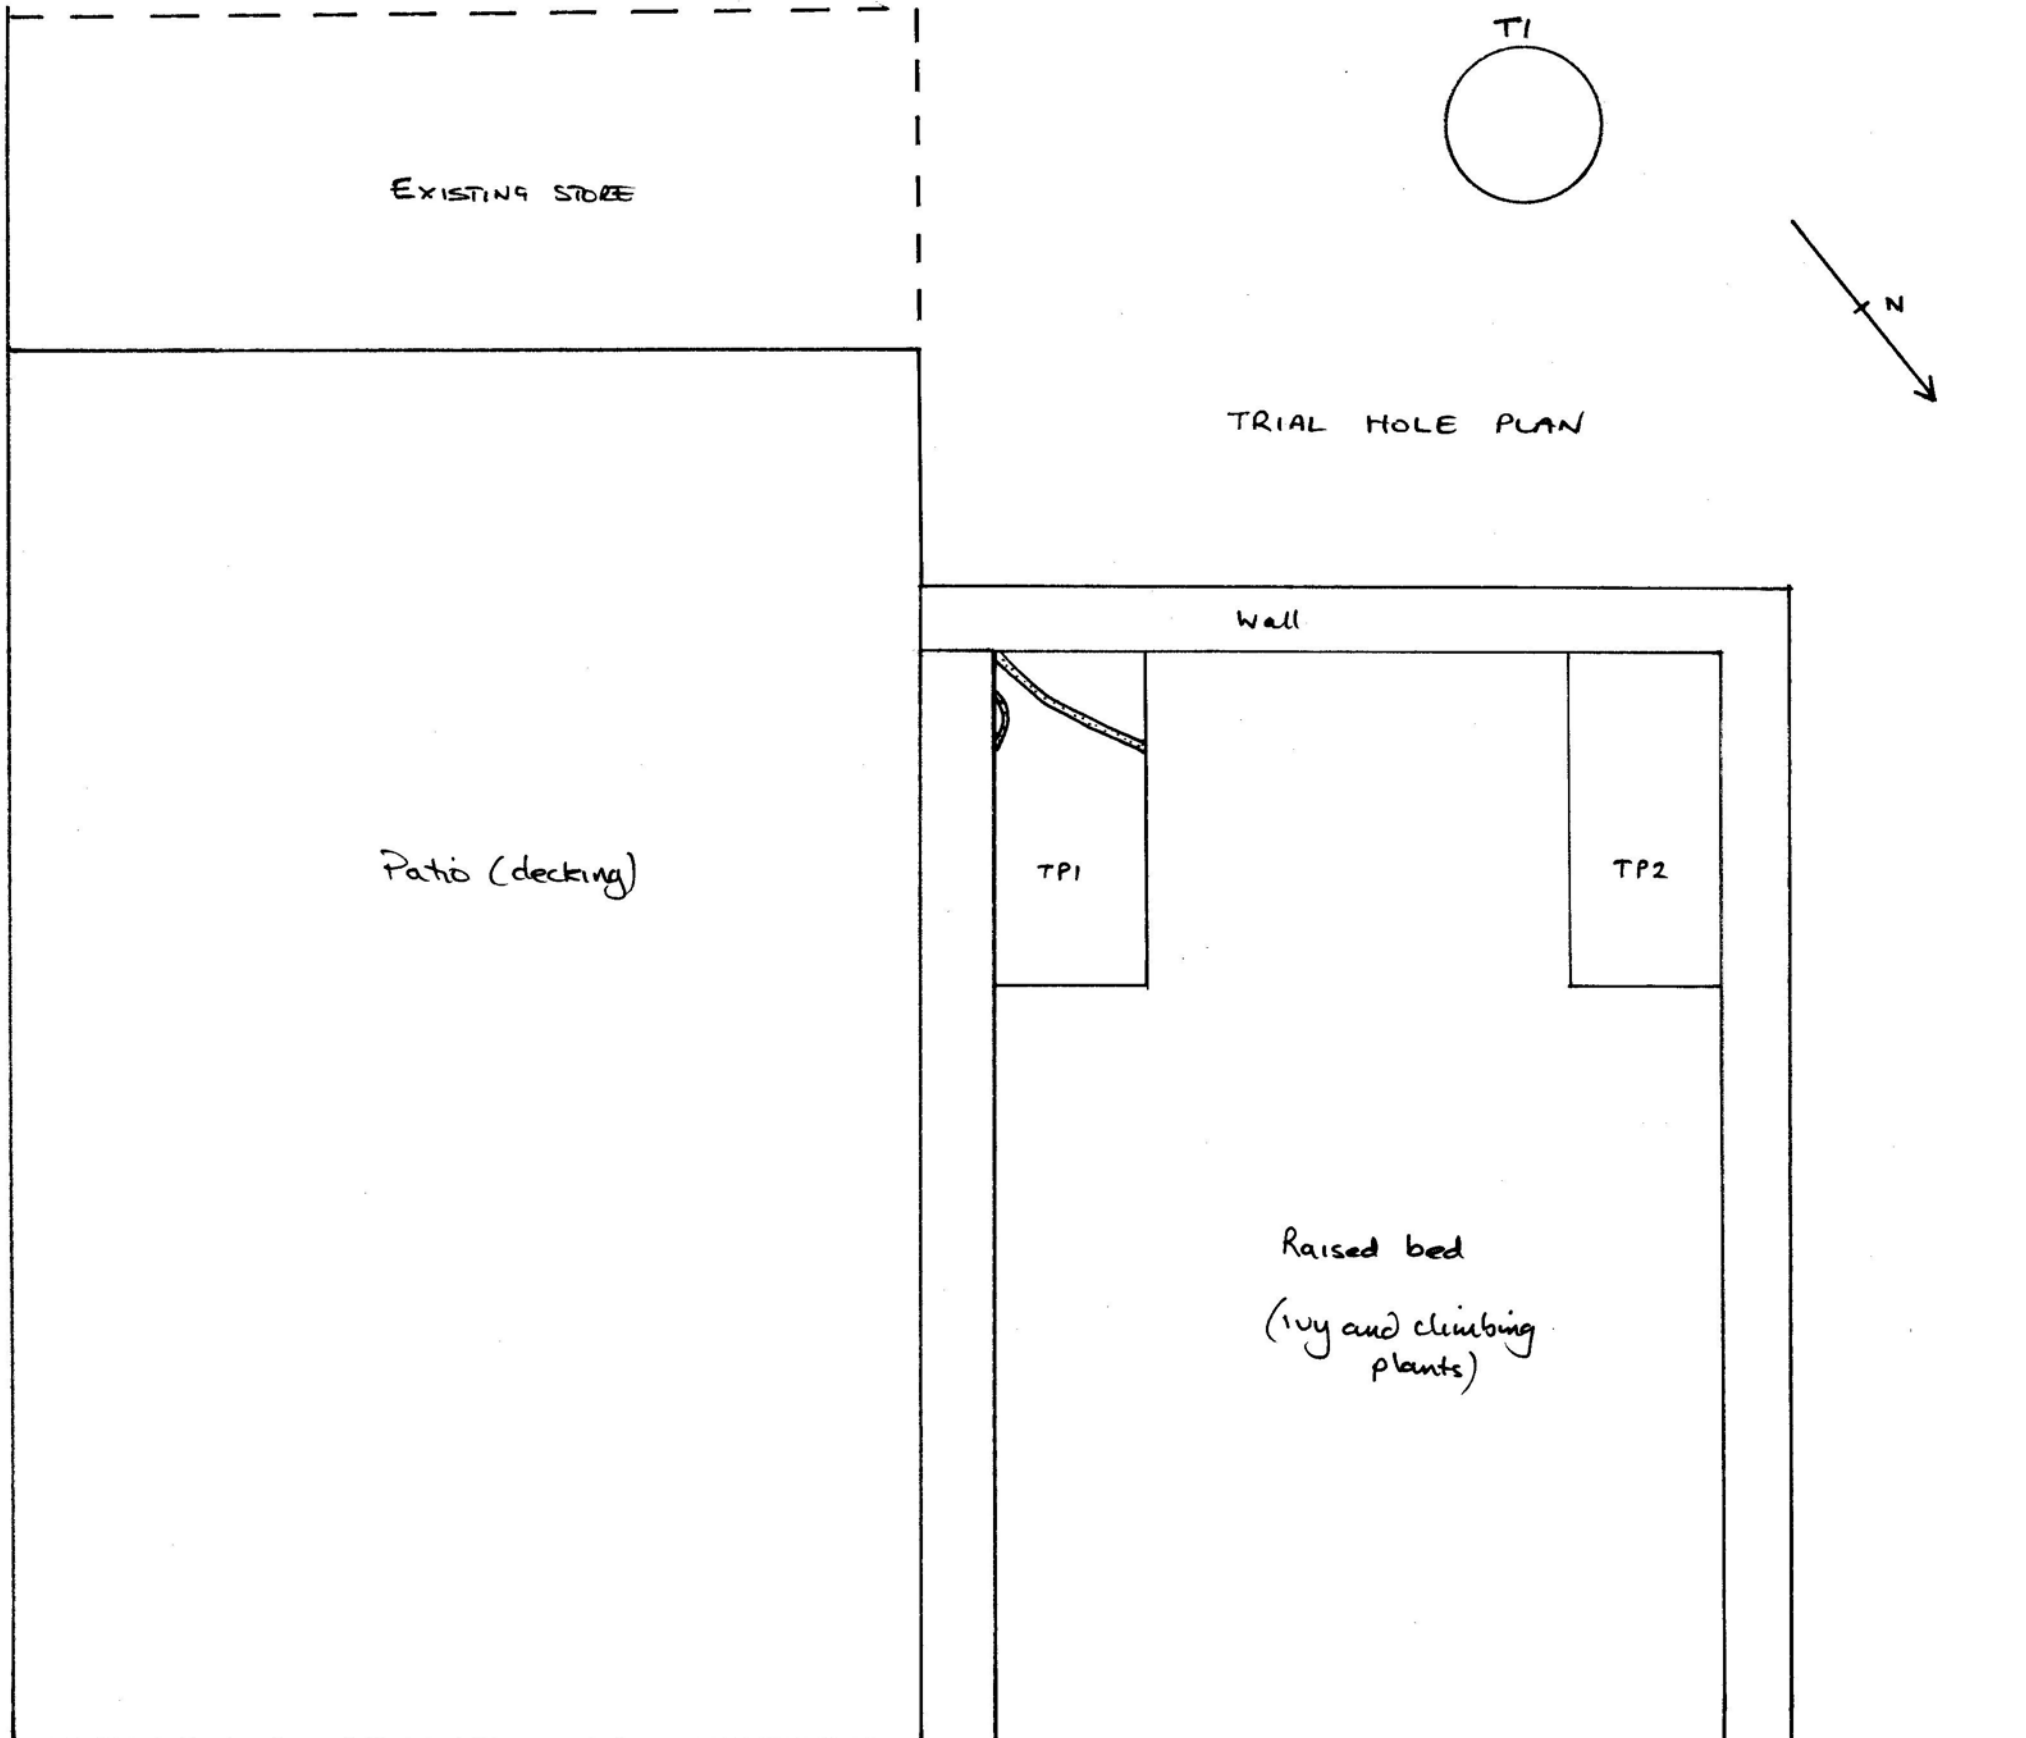 T1
EXISTING STORE
N
TRIAL HOLE PLAN
Wall
Patio (decking)
TP1
TP2
Raised bed
(ivy and climbing
plants)